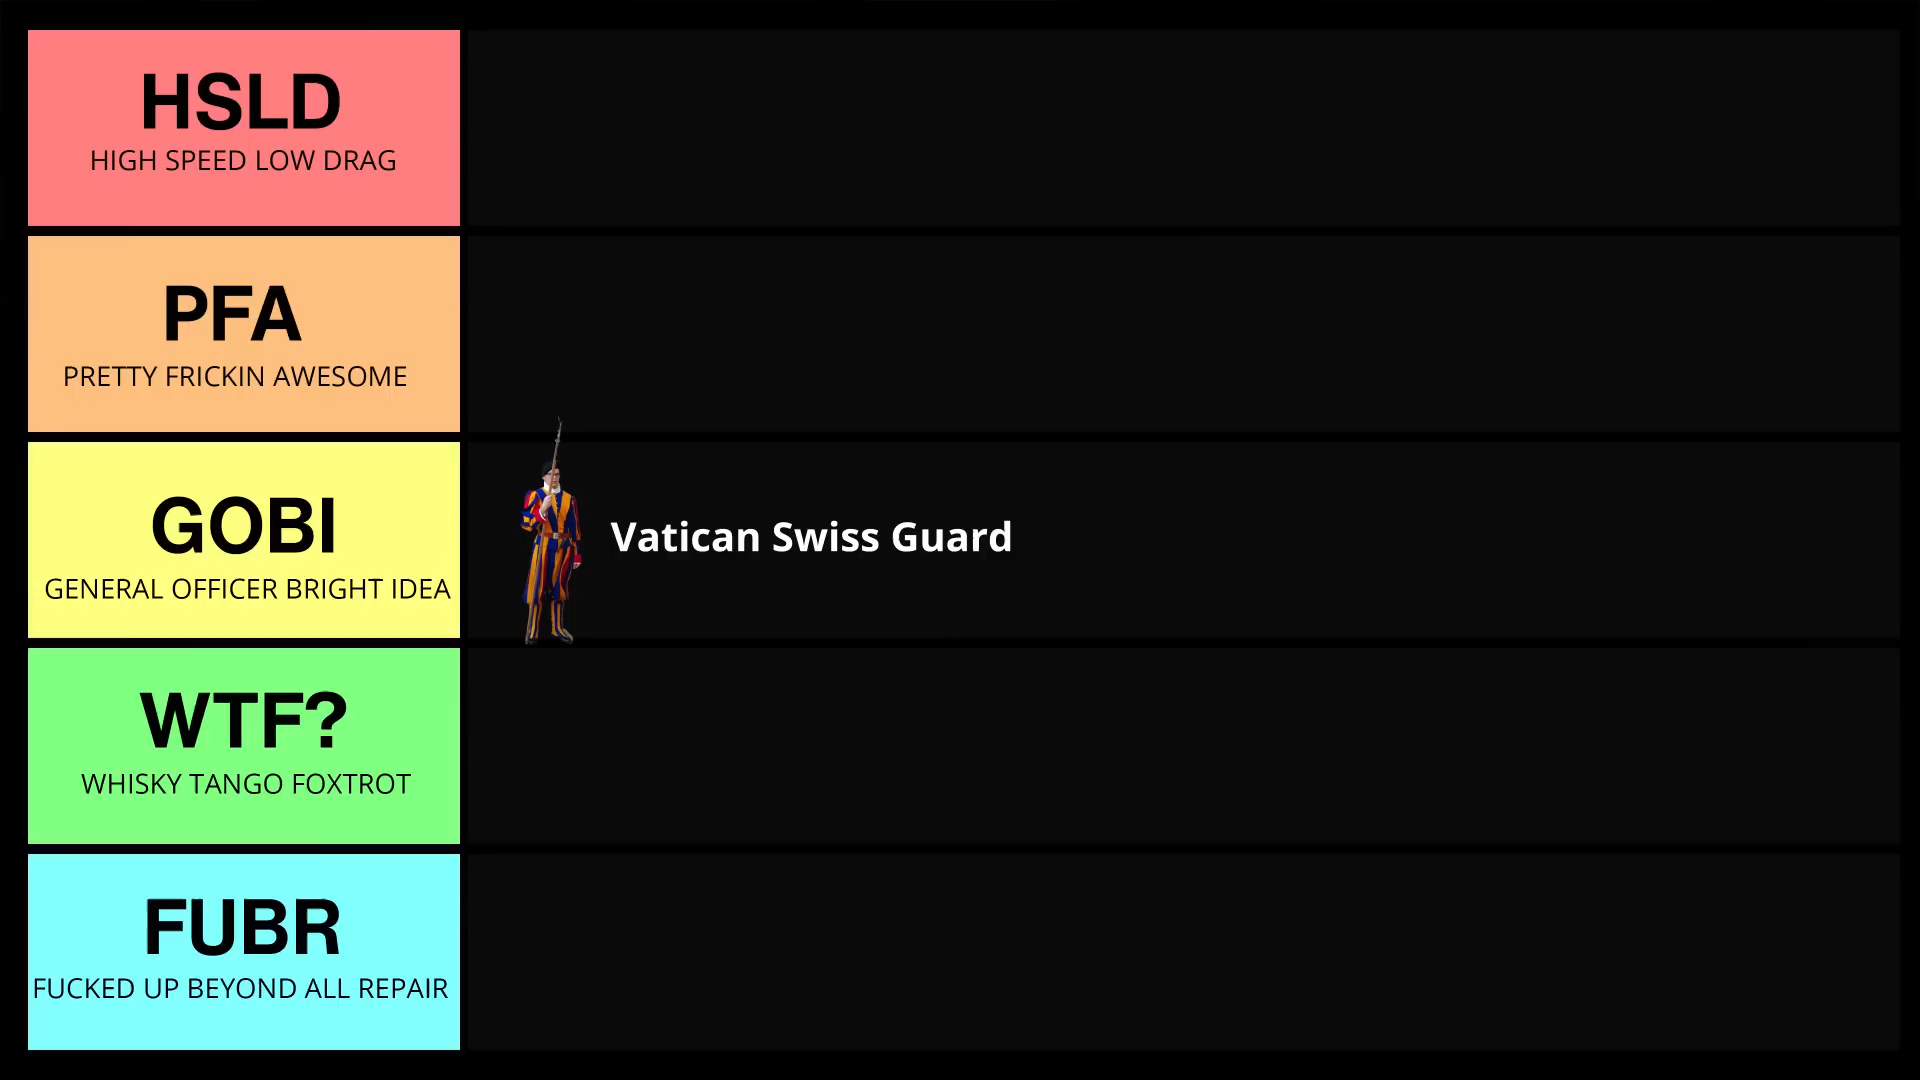 HSLD
HIGH SPEED LOW DRAG
PFA
PRETTY FRICKIN AWESOME
GOBI
GENERAL OFFICER BRIGHT IDEA
Vatican Swiss Guard
WTF?
WHISKY TANGO FOXTROT
FUBR
FUCKED UP BEYOND ALL REPAIR